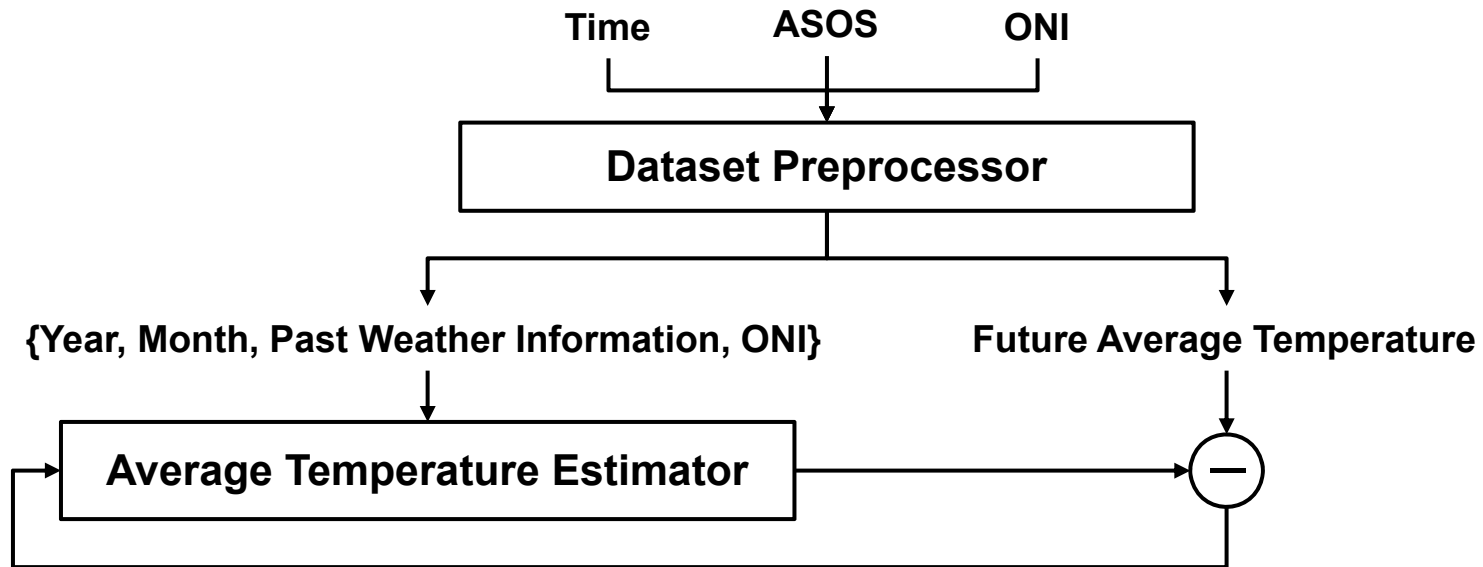 Time ASOS ONI
Dataset Preprocessor
{Year, Month, Past Weather Information, ONI} Future Average Temperature
Average Temperature Estimator